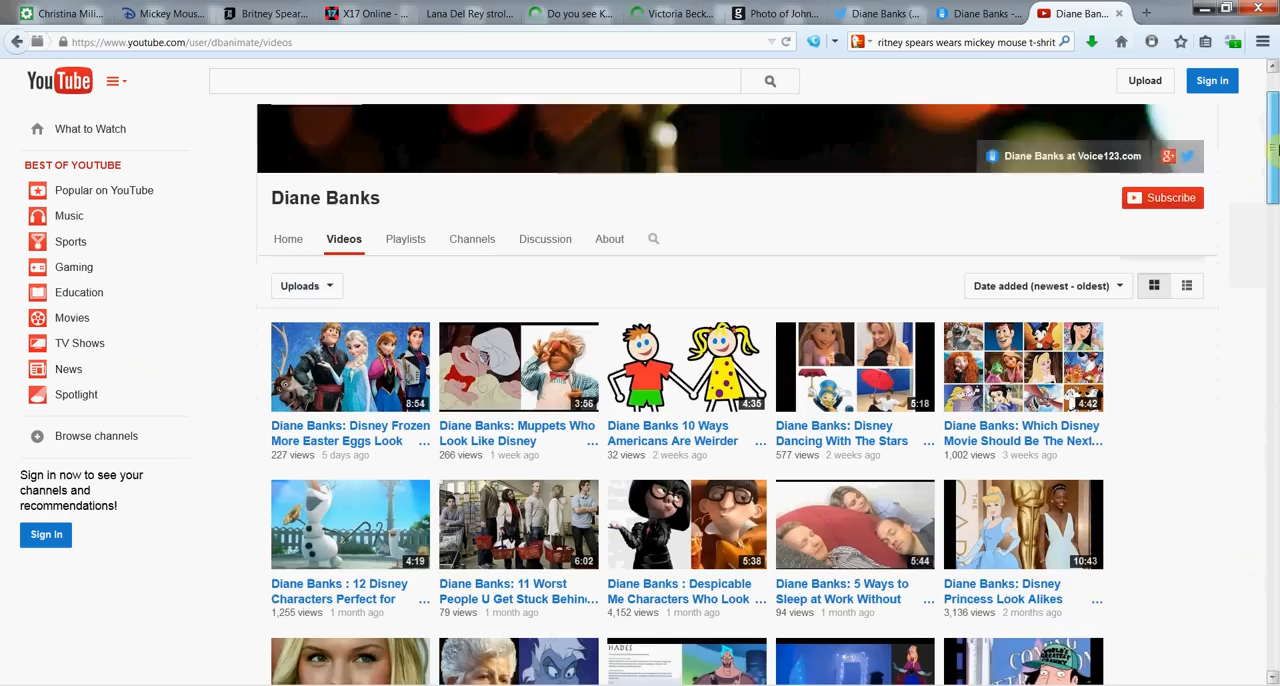 Christina Mili...
Mickey Mous...
Britney Spear...
X17 Online - ...
Lana Del Rey strol...
Do you see K...
Victoria Beck...
Photo of John...
Diane Banks (...
Diane Banks -...
Diane Ban...
https://www.youtube.com/user/dbanimate/videos
ritney spears wears mickey mouse t-shrit
YouTube
Upload
Sign in
What to Watch
BEST OF YOUTUBE
Popular on YouTube
Music
Sports
Gaming
Education
Movies
TV Shows
News
Spotlight
Browse channels
Sign in now to see your
channels and
recommendations!
Sign In
Diane Banks at Voice123.com
Diane Banks
Subscribe
Home Videos Playlists Channels Discussion About
Uploads
Date added (newest - oldest)
8:54
3:56
4:35
5:18
4:42
Diane Banks: Disney Frozen
More Easter Eggs Look ...
227 views 5 days ago
Diane Banks: Muppets Who
Look Like Disney ...
266 views 1 week ago
Diane Banks 10 Ways
Americans Are Weirder ...
32 views 2 weeks ago
Diane Banks: Disney
Dancing With The Stars ...
577 views 2 weeks ago
Diane Banks: Which Disney
Movie Should Be The Next...
1,002 views 3 weeks ago
4:19
6:02
5:38
5:44
10:43
Diane Banks : 12 Disney
Characters Perfect for ...
1,255 views 1 month ago
Diane Banks: 11 Worst
People U Get Stuck Behin...
79 views 1 month ago
Diane Banks : Despicable
Me Characters Who Look ...
4,152 views 1 month ago
Diane Banks: 5 Ways to
Sleep at Work Without ...
94 views 1 month ago
Diane Banks: Disney
Princess Look Alikes ...
3,136 views 2 months ago
HADES